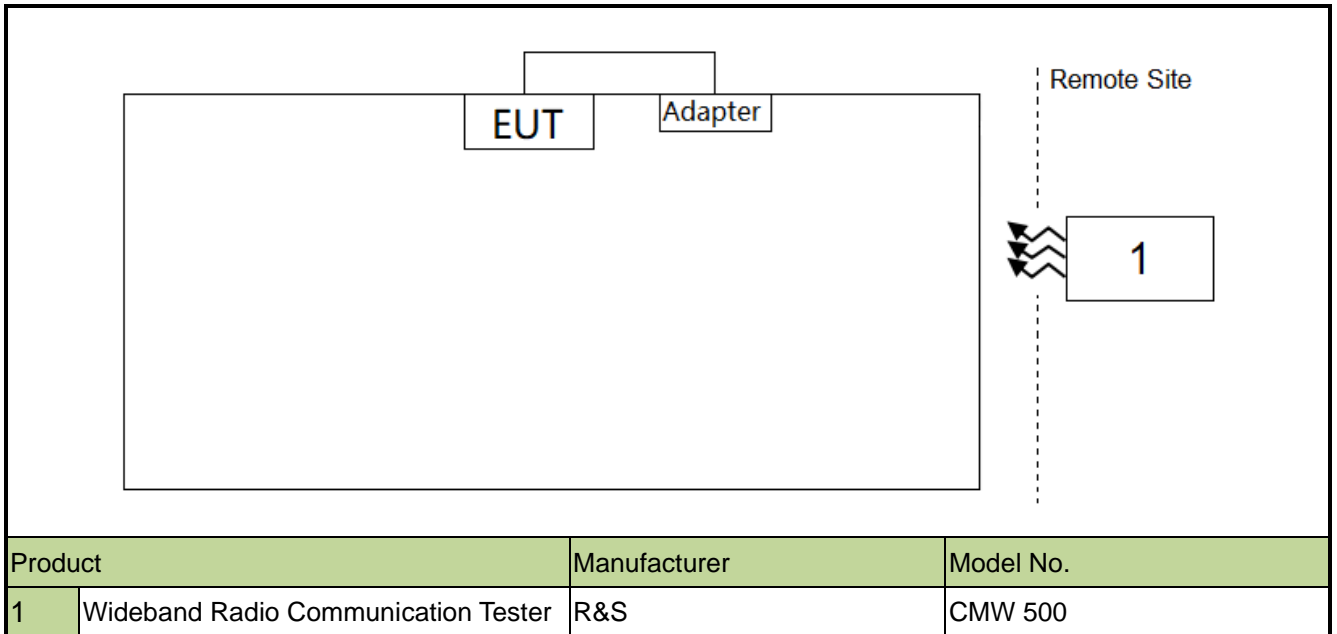 Remote Site
EUT
Adapter
1
Product Manufacturer Model No.
1 Wideband Radio Communication Tester R&S CMW 500